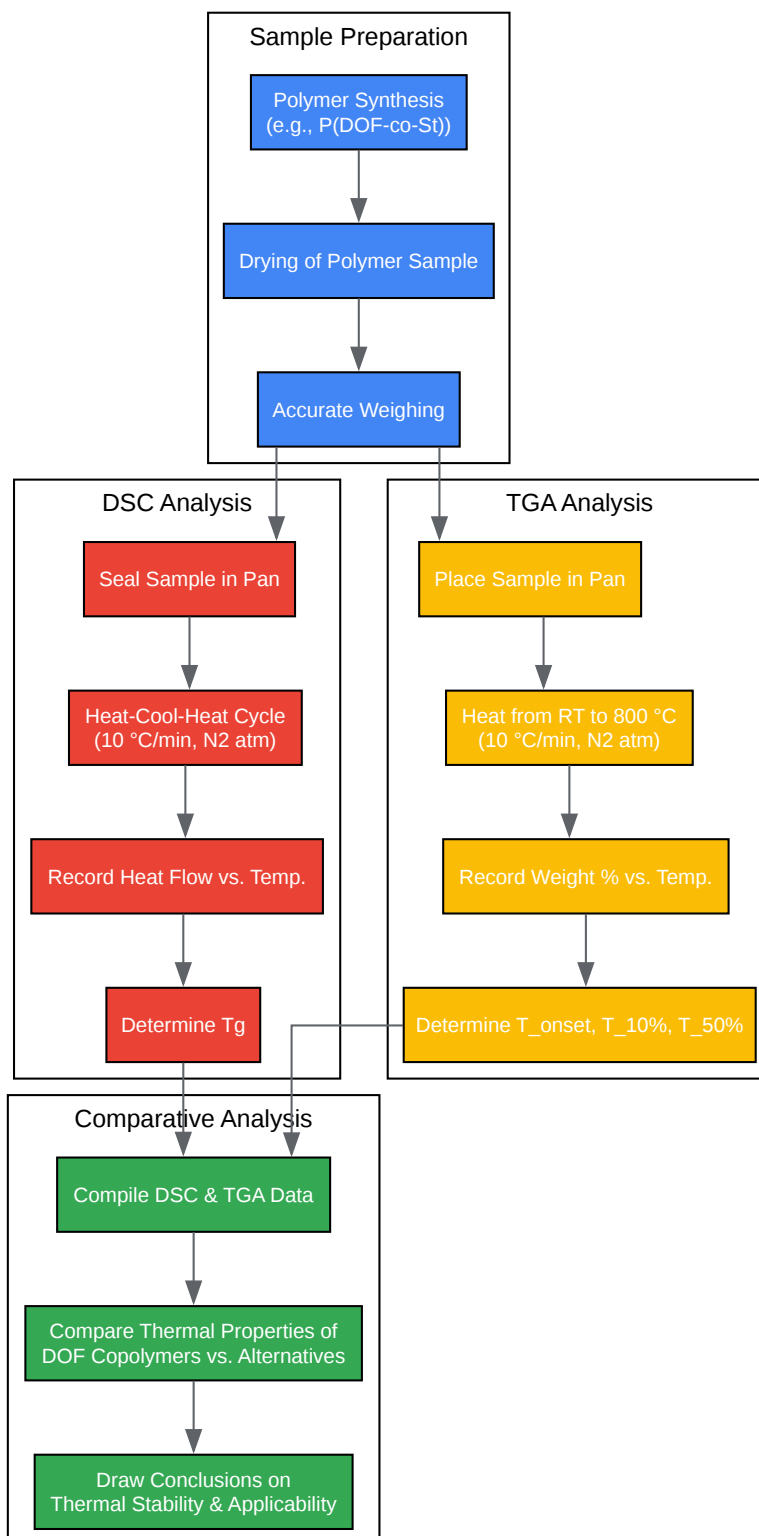 Sample Preparation
Polymer Synthesis
(e.g., P(DOF-co-St))
Drying of Polymer Sample
Accurate Weighing
DSC Analysis
Seal Sample in Pan
Heat-Cool-Heat Cycle
(10 °C/min, N2 atm)
Record Heat Flow vs. Temp.
Determine Tg
TGA Analysis
Place Sample in Pan
Heat from RT to 800 °C
(10 °C/min, N2 atm)
Record Weight % vs. Temp.
Determine T_onset, T_10%, T_50%
Comparative Analysis
Compile DSC & TGA Data
Compare Thermal Properties of
DOF Copolymers vs. Alternatives
Draw Conclusions on
Thermal Stability & Applicability